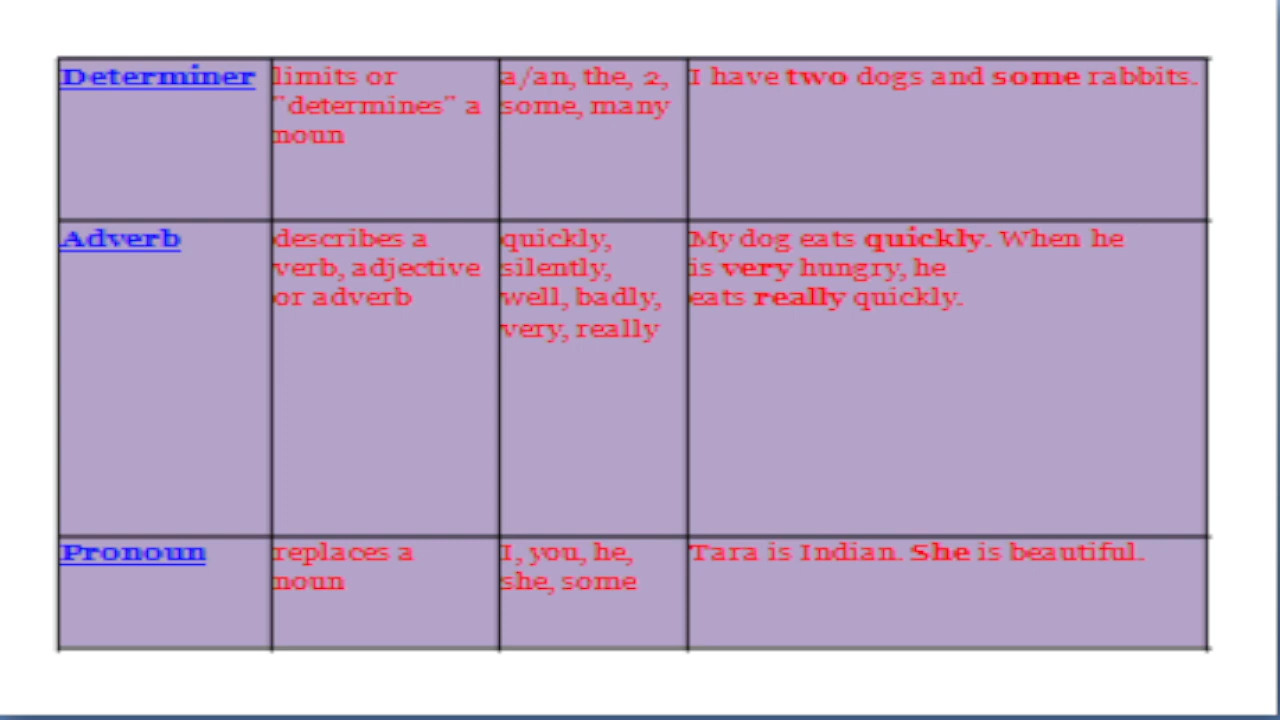 Determiner
limits or
"determines" a
noun
a/an, the, 2,
some, many
I have two dogs and some rabbits.
Adverb
describes a
verb, adjective
or adverb
quickly,
silently,
well, badly,
very, really
My dog eats quickly. When he
is very hungry, he
eats really quickly.
Pronoun
replaces a
noun
I, you, he,
she, some
Tara is Indian. She is beautiful.